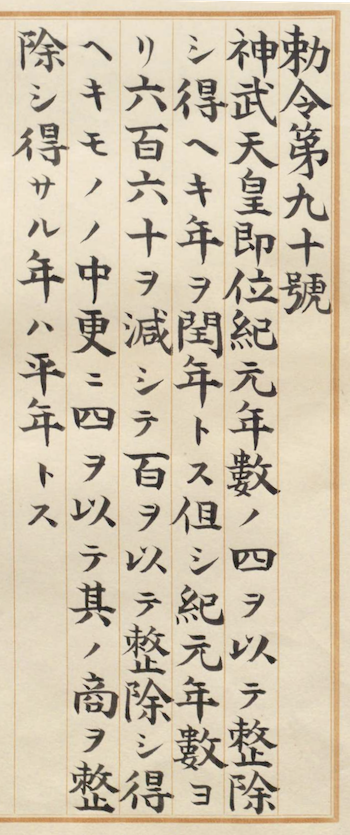 勅令第九十號
神武天皇即位紀元年數ノ四ヲ以テ整除
シ得ヘキ年ヲ閏年トス但シ紀元年數ヨ
リ六百六十ヲ減シテ百ヲ以テ整除シ得
ヘキモノノ中更ニ四ヲ以テ其ノ商ヲ整
除シ得サル年ハ平年トス